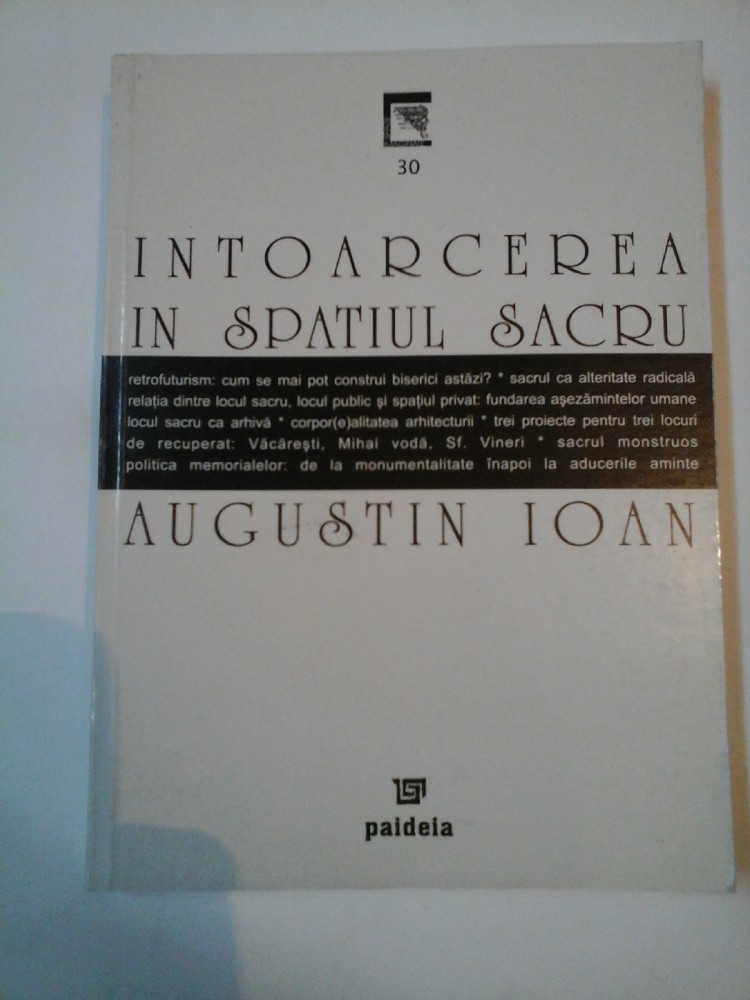 30
INTOARCEREA
IN SPATIUL SACRU
retrofuturism: cum se mai pot construi biserici astăzi? * sacrul ca alteritate radicală
relația dintre locul sacru, locul public și spațiul privat: fundarea așezămintelor umane
locul sacru ca arhivă * corpor(e)alitatea arhitecturii * trei proiecte pentru trei locuri
de recuperat: Văcărești, Mihai vodă, Sf. Vineri * sacrul monstruos
politica memorialelor: de la monumentalitate înapoi la aducerile aminte
AUGUSTIN IOAN
paideia